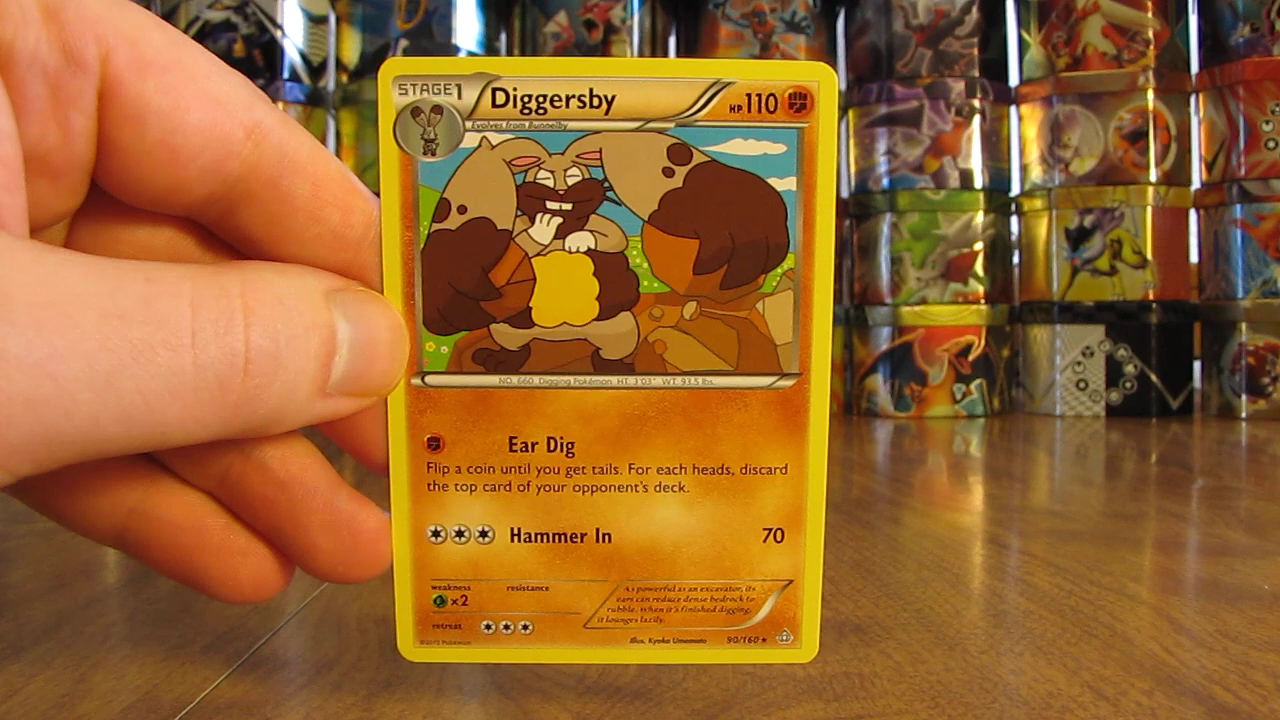 STAGE1
Diggersby
HP110
Evolves from Bunnelby
NO. 660 Digging Pokémon HT: 3'03" WT: 93.5 lbs.
Ear Dig
Flip a coin until you get tails. For each heads, discard
the top card of your opponent's deck.
Hammer In 70
weakness resistance
×2
As powerful as an excavator, its
ears can reduce dense bedrock to
rubble. When it's finished digging,
it lounges lazily.
retreat
©2015 Pokémon Illus. Kyoko Umemoto 90/160★